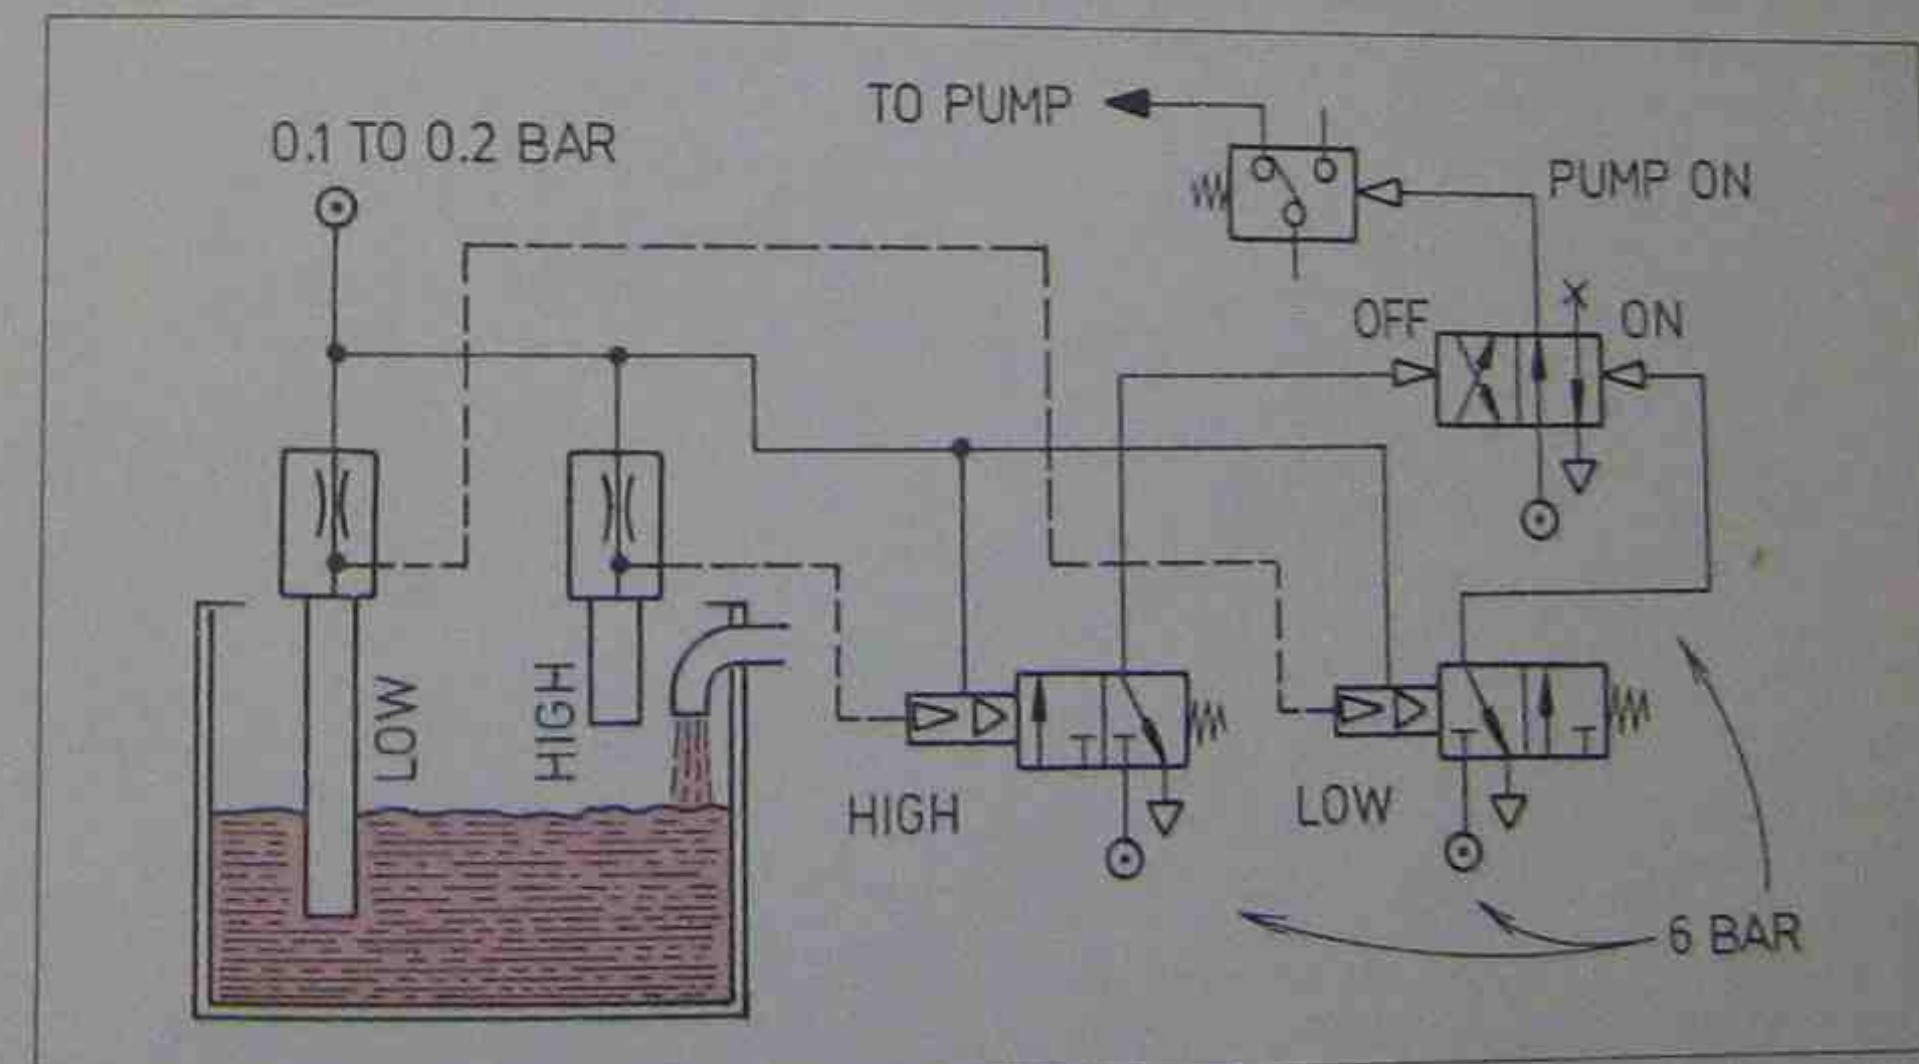 0.1 TO 0.2 BAR
TO PUMP
PUMP ON
OFF
ON
LOW
HIGH
HIGH
LOW
6 BAR